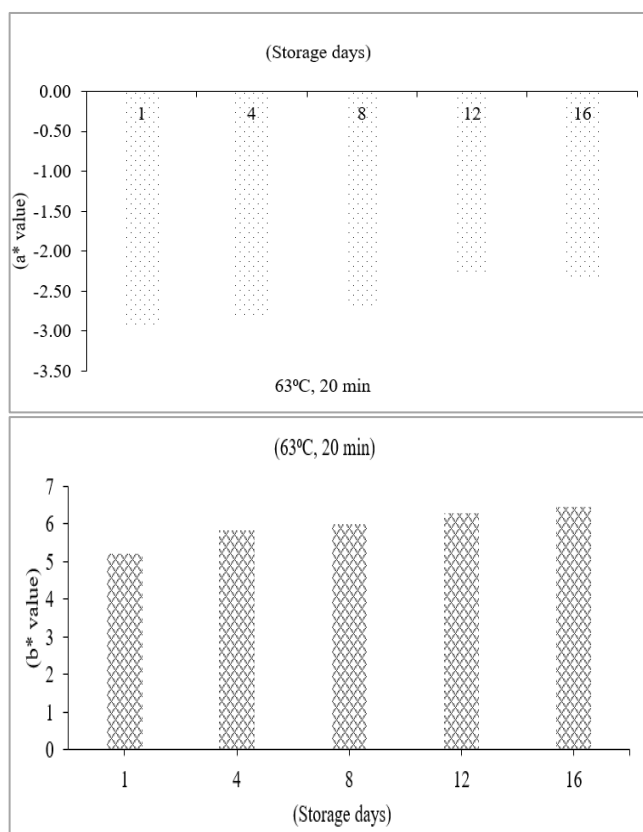 (Storage days)
0.00
1 4 8 12 16
-0.50
-1.00
-1.50
-2.00
-2.50
-3.00
-3.50
(a* value)
63⁰C, 20 min
(63⁰C, 20 min)
7
6
5
4
3
2
1
0
(b* value)
1 4 8 12 16
(Storage days)